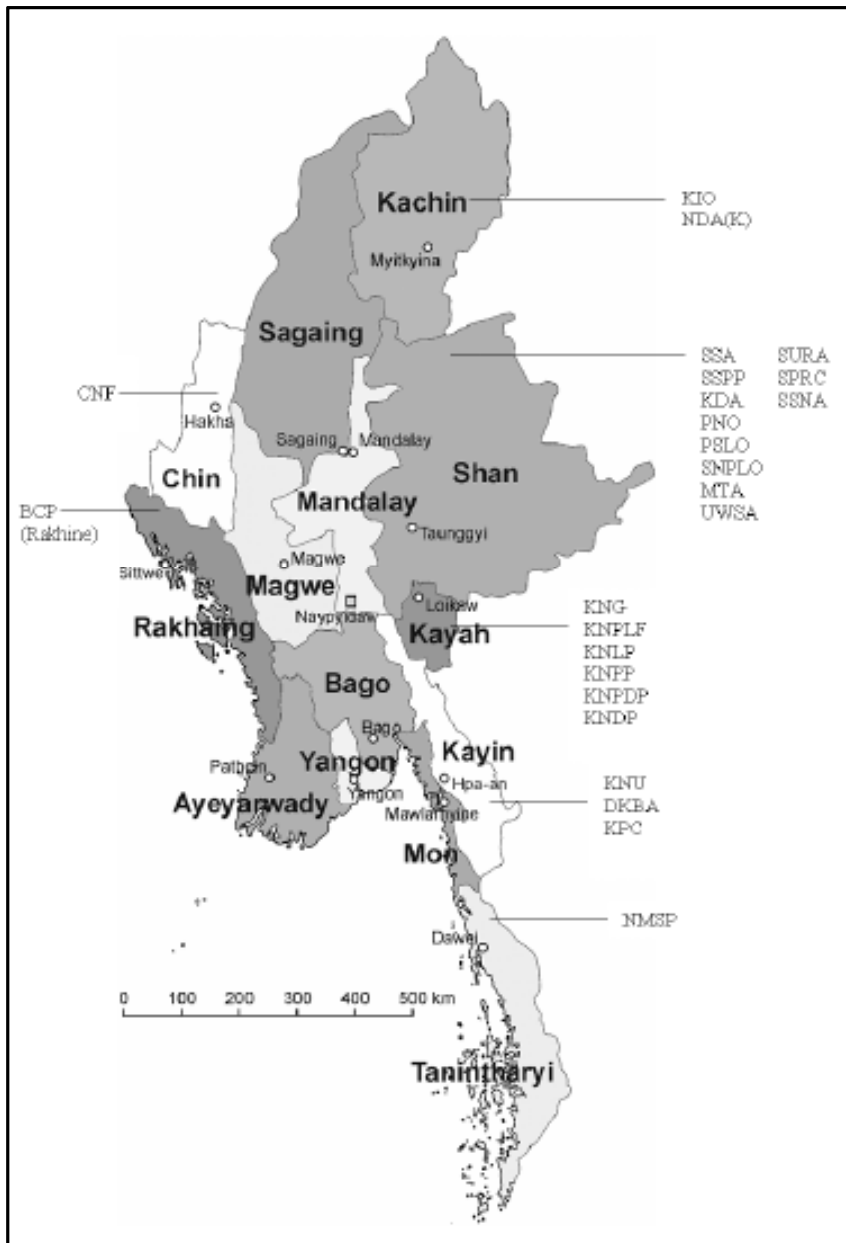 Kachin
KIO
NDA(K)
Myitkyina
Sagaing
SSA SURA
SSPP SPRC
KDA SSNA
PNO
PSLO
SNPLO
MTA
UWSA
CNF
Hakha
Sagaing
Mandalay
Chin
Mandalay
Shan
BCP
(Rakhine)
Taunggyi
Sittwe
Magwe
Magwe
Naypyidaw
Loikaw
Kayah
KNG
KNPLF
KNLP
KNPP
KNPDP
KNDP
Rakhaing
Bago
Bago
Kayin
Yangon
Pathein
Yangon
Hpa-an
Ayeyarwady
Mawlamyine
KNU
DKBA
KPC
Mon
NMSP
Dawei
0 100 200 300 400 500 km
Tanintharyi